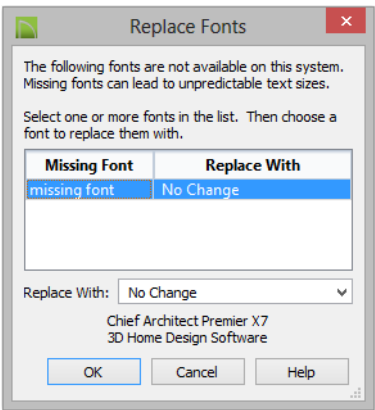 Replace Fonts
The following fonts are not available on this system.
Missing fonts can lead to unpredictable text sizes.
Select one or more fonts in the list. Then choose a
font to replace them with.
Missing Font Replace With
missing font No Change
Replace With: No Change
Chief Architect Premier X7
3D Home Design Software
OK Cancel Help